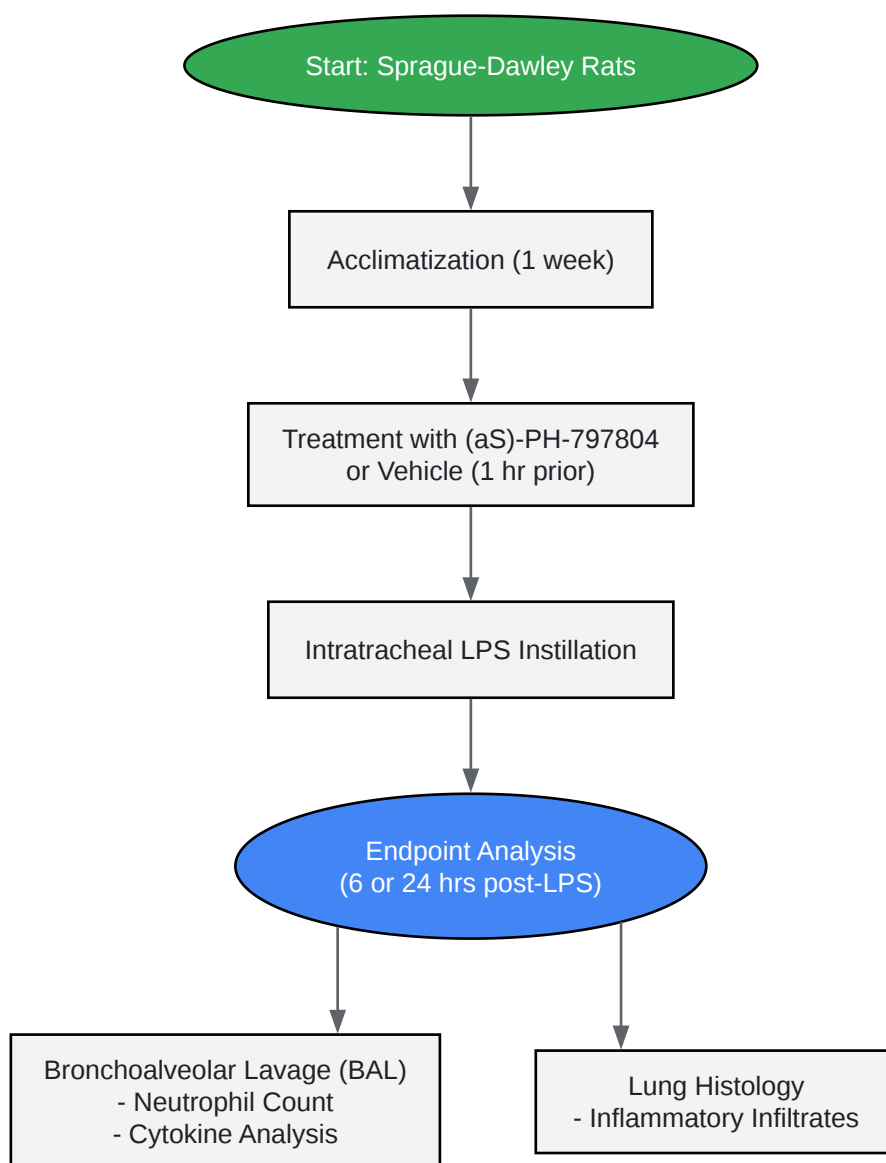 Start: Sprague-Dawley Rats
Acclimatization (1 week)
Treatment with (aS)-PH-797804
or Vehicle (1 hr prior)
Intratracheal LPS Instillation
Endpoint Analysis
(6 or 24 hrs post-LPS)
Bronchoalveolar Lavage (BAL)
- Neutrophil Count
- Cytokine Analysis
Lung Histology
- Inflammatory Infiltrates